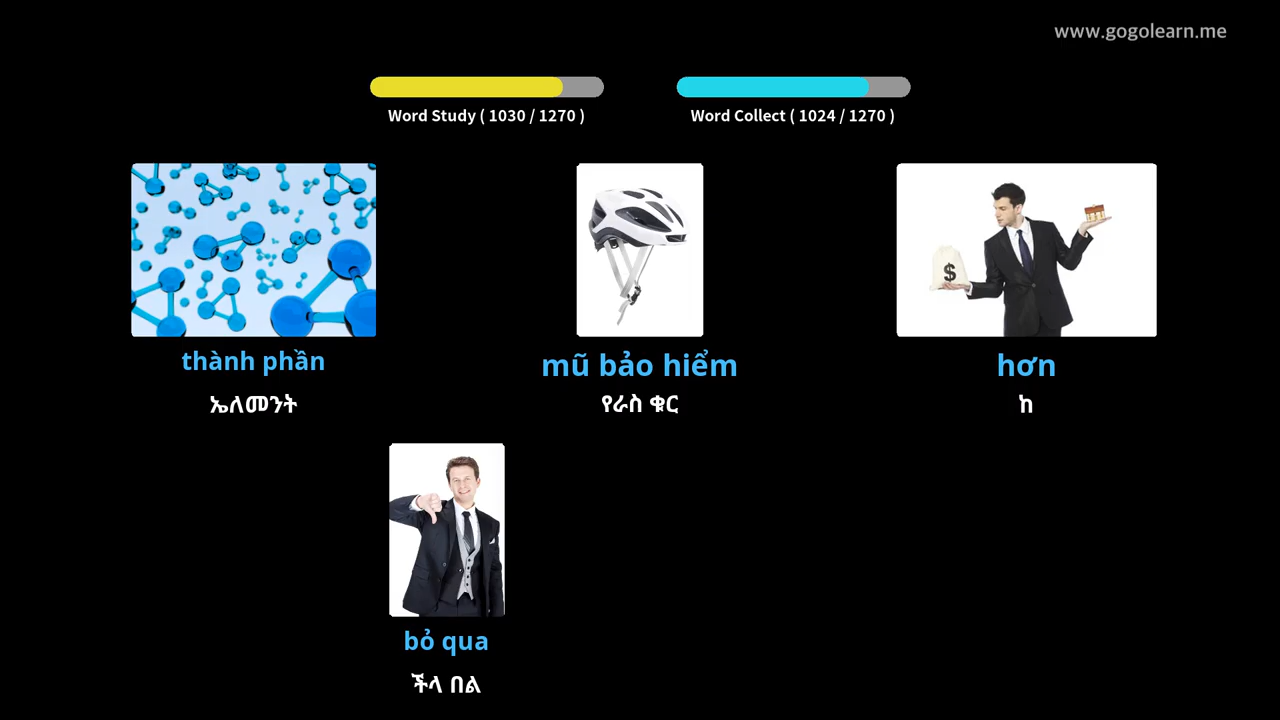 www.gogolearn.me
Word Study ( 1030 / 1270 )
Word Collect ( 1024 / 1270 )
$
thành phần
mũ bảo hiểm
hơn
ኤለመንት
የራስ ቁር
ከ
bỏ qua
ችላ በል